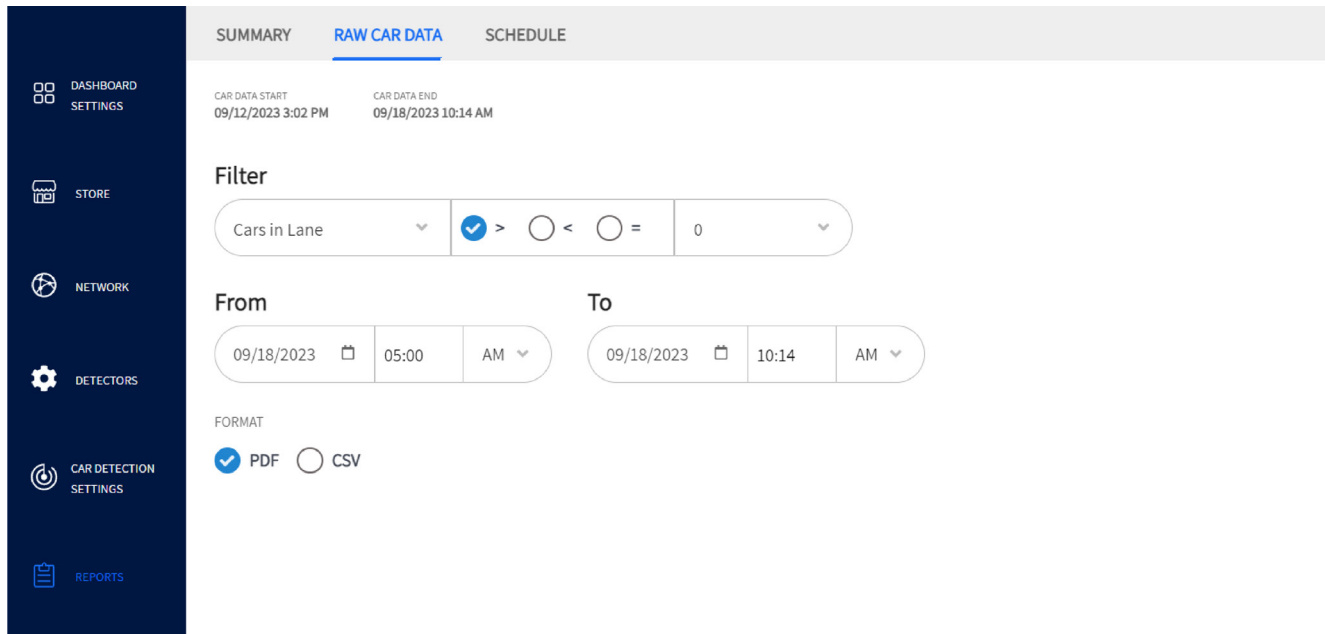 SUMMARY RAW CAR DATA SCHEDULE
DASHBOARD
SETTINGS
STORE
NETWORK
DETECTORS
CAR DETECTION
SETTINGS
REPORTS
CAR DATA START CAR DATA END
09/12/2023 3:02 PM 09/18/2023 10:14 AM
Filter
Cars in Lane > < = 0
From To
09/18/2023 05:00 AM 09/18/2023 10:14 AM
FORMAT
PDF CSV